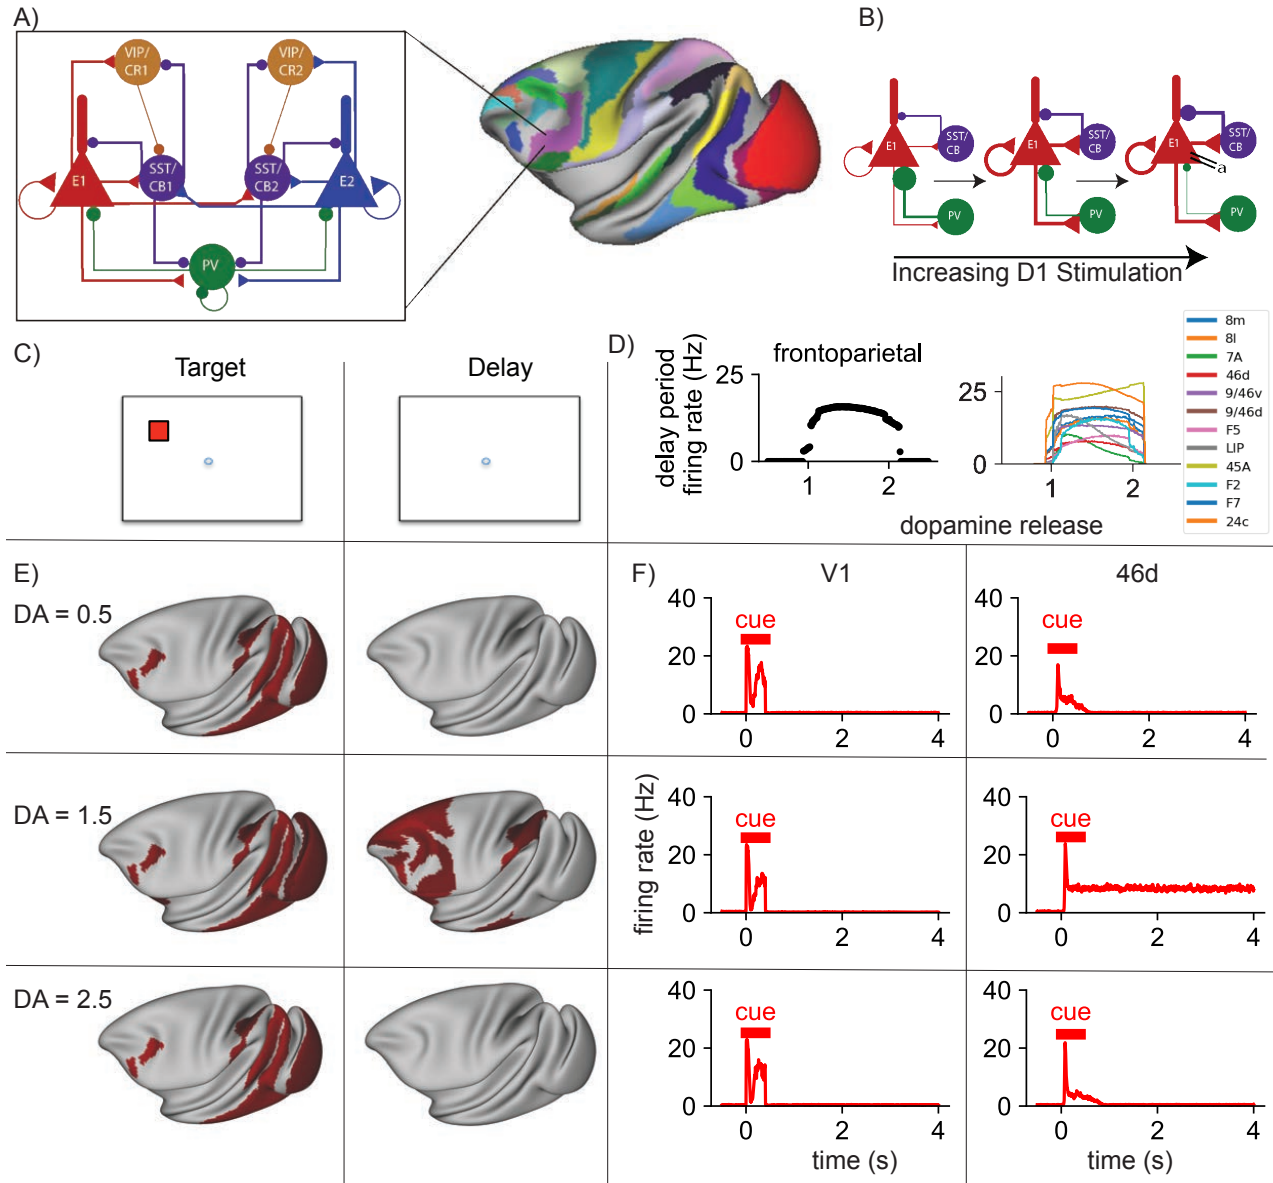 A)
VIP/
CR1
VIP/
CR2
E1
SST/
CB1
SST/
CB2
E2
PV
B)
E1
SST/
CB
PV
E1
SST/
CB
PV
E1
SST/
CB
a
PV
Increasing D1 Stimulation
C)
Target
Delay
D)
frontoparietal
delay period
firing rate (Hz)
25
0
1
2
25
0
1
2
dopamine release
8m
8l
7A
46d
9/46v
9/46d
F5
LIP
45A
F2
F7
24c
E)
DA = 0.5
DA = 1.5
DA = 2.5
F)
V1
46d
40
20
0
cue
0
2
4
40
20
0
cue
0
2
4
firing rate (Hz)
40
20
0
cue
0
2
4
40
20
0
cue
0
2
4
40
20
0
cue
0
2
4
time (s)
40
20
0
cue
0
2
4
time (s)